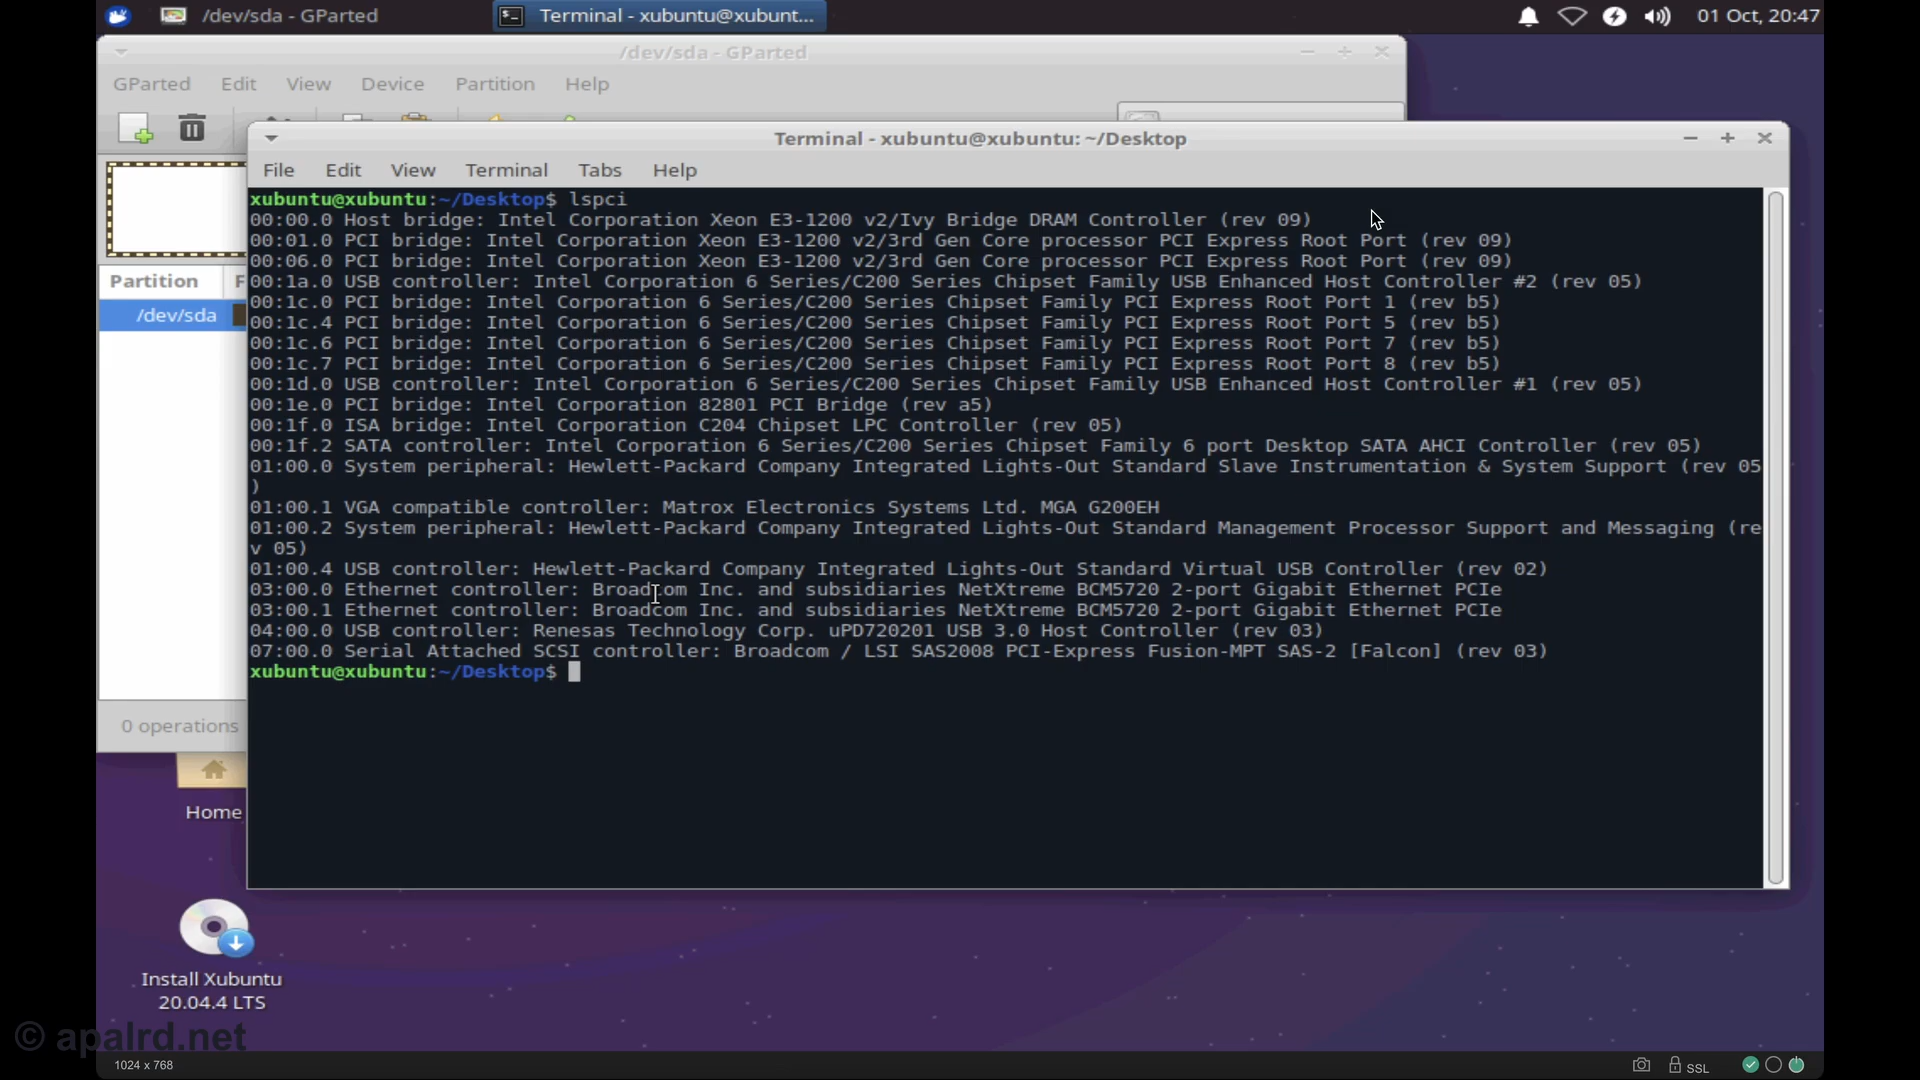 /dev/sda - GParted
Terminal - xubuntu@xubunt...
01 Oct, 20:47
/dev/sda - GParted
GParted Edit View Device Partition Help
Terminal - xubuntu@xubuntu: ~/Desktop
File Edit View Terminal Tabs Help
xubuntu@xubuntu:~/Desktop$ lspci
00:00.0 Host bridge: Intel Corporation Xeon E3-1200 v2/Ivy Bridge DRAM Controller (rev 09)
00:01.0 PCI bridge: Intel Corporation Xeon E3-1200 v2/3rd Gen Core processor PCI Express Root Port (rev 09)
00:06.0 PCI bridge: Intel Corporation Xeon E3-1200 v2/3rd Gen Core processor PCI Express Root Port (rev 09)
00:1a.0 USB controller: Intel Corporation 6 Series/C200 Series Chipset Family USB Enhanced Host Controller #2 (rev 05)
00:1c.0 PCI bridge: Intel Corporation 6 Series/C200 Series Chipset Family PCI Express Root Port 1 (rev b5)
00:1c.4 PCI bridge: Intel Corporation 6 Series/C200 Series Chipset Family PCI Express Root Port 5 (rev b5)
00:1c.6 PCI bridge: Intel Corporation 6 Series/C200 Series Chipset Family PCI Express Root Port 7 (rev b5)
00:1c.7 PCI bridge: Intel Corporation 6 Series/C200 Series Chipset Family PCI Express Root Port 8 (rev b5)
00:1d.0 USB controller: Intel Corporation 6 Series/C200 Series Chipset Family USB Enhanced Host Controller #1 (rev 05)
00:1e.0 PCI bridge: Intel Corporation 82801 PCI Bridge (rev a5)
00:1f.0 ISA bridge: Intel Corporation C204 Chipset LPC Controller (rev 05)
00:1f.2 SATA controller: Intel Corporation 6 Series/C200 Series Chipset Family 6 port Desktop SATA AHCI Controller (rev 05)
01:00.0 System peripheral: Hewlett-Packard Company Integrated Lights-Out Standard Slave Instrumentation & System Support (rev 05
)
01:00.1 VGA compatible controller: Matrox Electronics Systems Ltd. MGA G200EH
01:00.2 System peripheral: Hewlett-Packard Company Integrated Lights-Out Standard Management Processor Support and Messaging (re
v 05)
01:00.4 USB controller: Hewlett-Packard Company Integrated Lights-Out Standard Virtual USB Controller (rev 02)
03:00.0 Ethernet controller: Broadcom Inc. and subsidiaries NetXtreme BCM5720 2-port Gigabit Ethernet PCIe
03:00.1 Ethernet controller: Broadcom Inc. and subsidiaries NetXtreme BCM5720 2-port Gigabit Ethernet PCIe
04:00.0 USB controller: Renesas Technology Corp. uPD720201 USB 3.0 Host Controller (rev 03)
07:00.0 Serial Attached SCSI controller: Broadcom / LSI SAS2008 PCI-Express Fusion-MPT SAS-2 [Falcon] (rev 03)
xubuntu@xubuntu:~/Desktop$
Partition F
/dev/sda
0 operations
Home
Install Xubuntu
20.04.4 LTS
© apalrd.net
1024 x 768
SSL